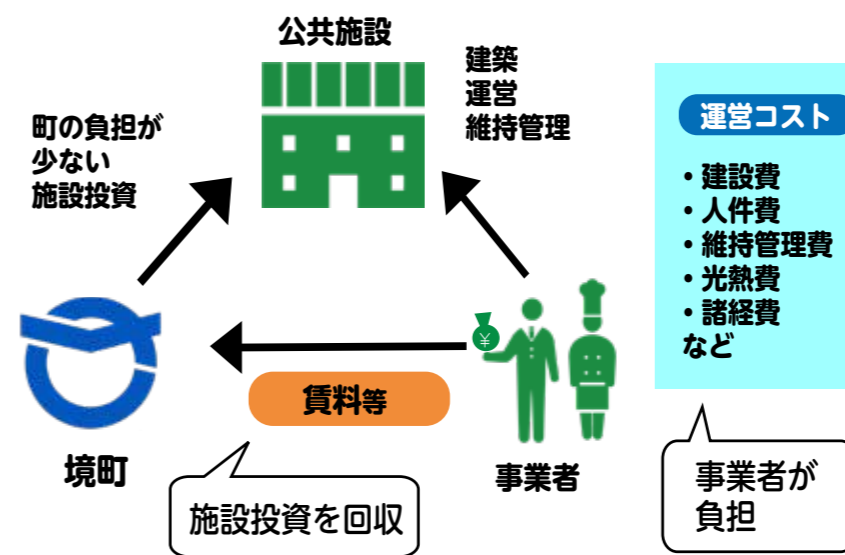 公共施設
建築
運営
維持管理
町の負担が
少ない
施設投資
運営コスト
・建設費
・人件費
・維持管理費
・光熱費
・諸経費
など
¥
賃料等
境町
事業者
施設投資を回収
事業者が
負担